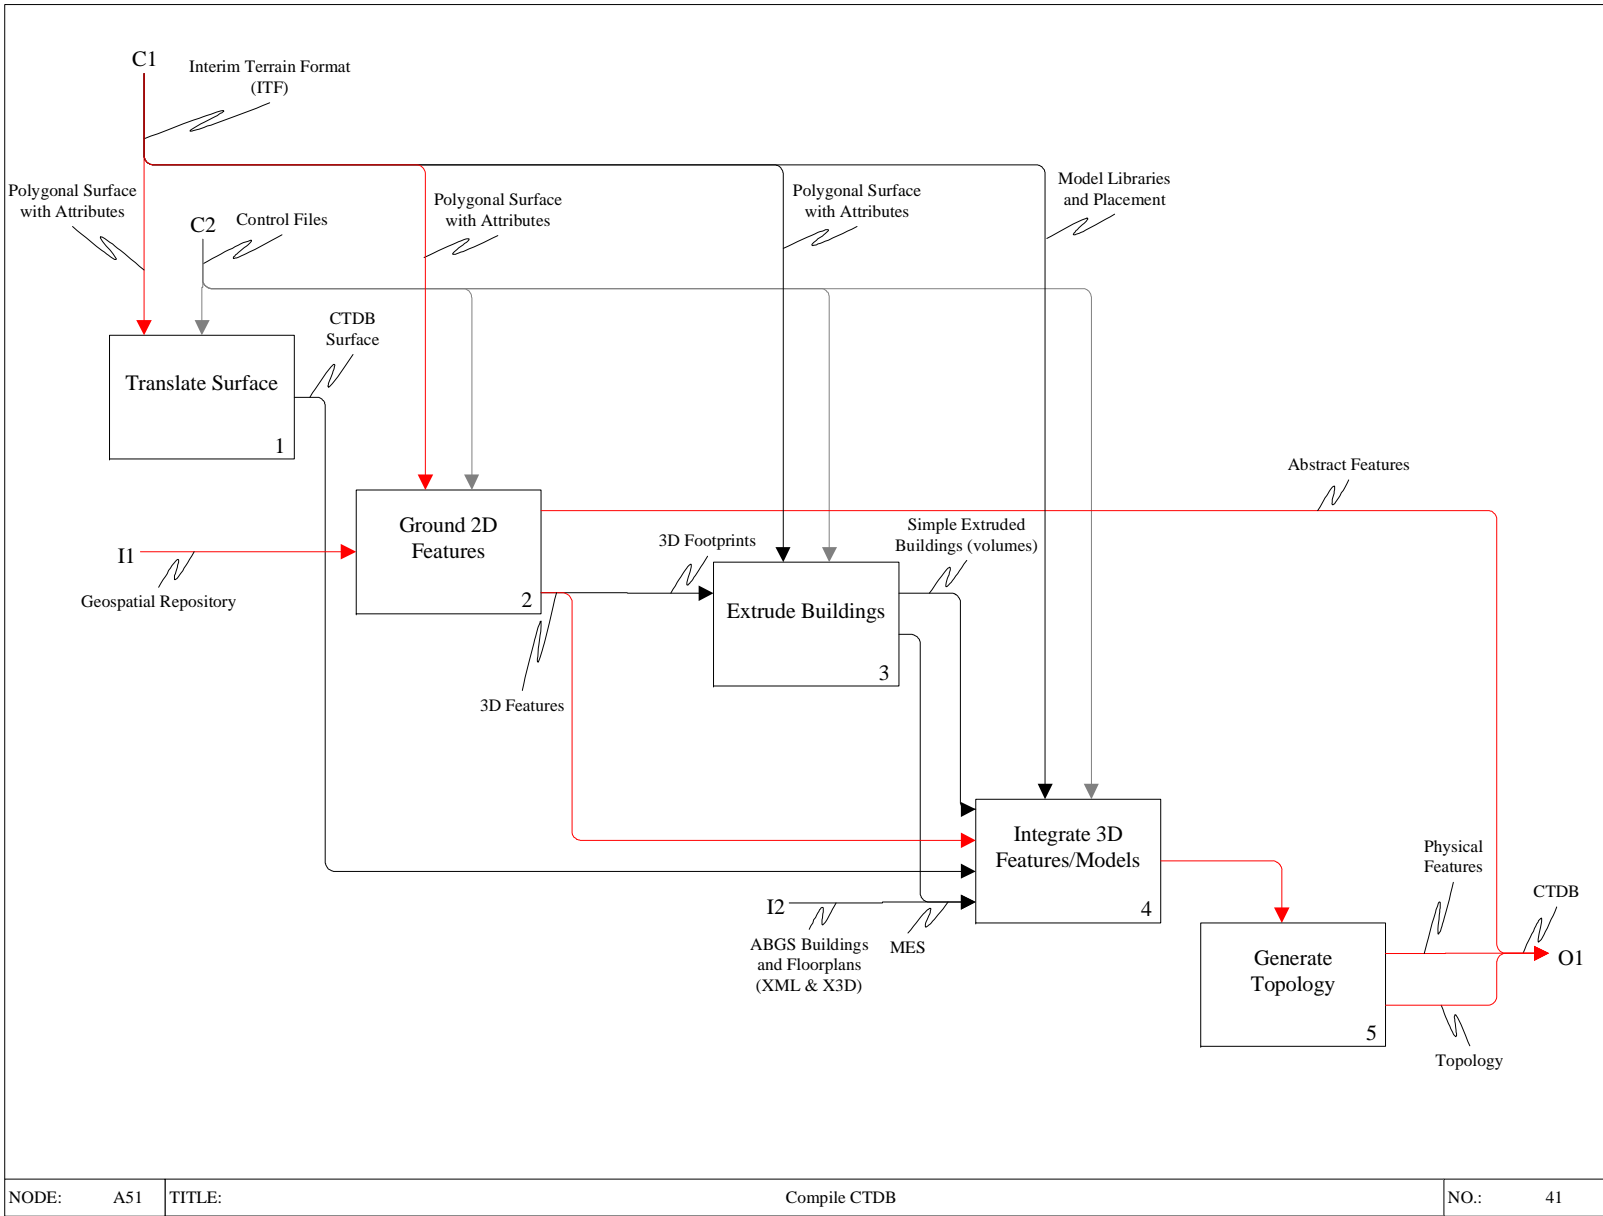 C1
Interim Terrain Format
(ITF)
Polygonal Surface
with Attributes
C2
Control Files
Polygonal Surface
with Attributes
Polygonal Surface
with Attributes
Model Libraries
and Placement
CTDB
Surface
Translate Surface
1
Abstract Features
Ground 2D
Features
2
I1
Geospatial Repository
3D Footprints
Simple Extruded
Buildings (volumes)
Extrude Buildings
3
3D Features
Integrate 3D
Features/Models
4
I2
ABGS Buildings
and Floorplans
(XML & X3D)
MES
Physical
Features
CTDB
O1
Generate
Topology
5
Topology
NODE: A51 TITLE: Compile CTDB NO.: 41